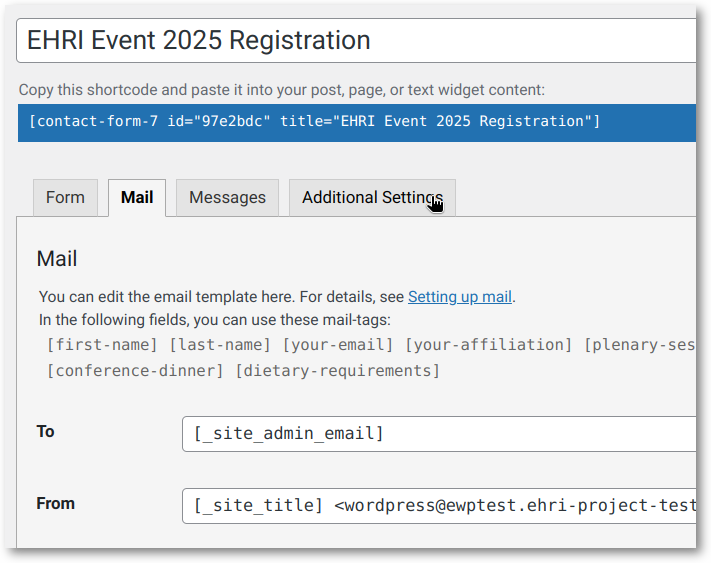 EHRI Event 2025 Registration
Copy this shortcode and paste it into your post, page, or text widget content:
[contact-form-7 id="97e2bdc" title="EHRI Event 2025 Registration"]
Form Mail Messages Additional Settings
Mail
You can edit the email template here. For details, see Setting up mail.
In the following fields, you can use these mail-tags:
[first-name] [last-name] [your-email] [your-affiliation] [plenary-ses
[conference-dinner] [dietary-requirements]
To [_site_admin_email]
From [_site_title] <wordpress@ewptest.ehri-project-test